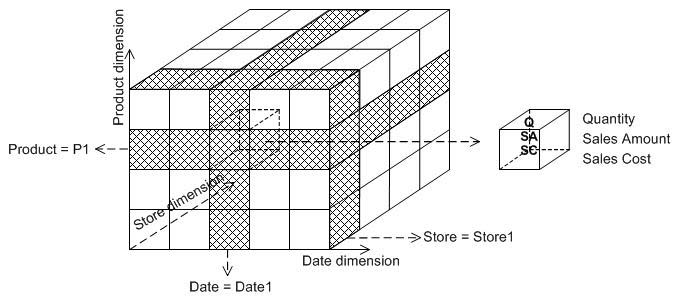 Product dimension
Q
SA
SC
Quantity
Sales Amount
Sales Cost
Product = P1
Store dimension
Store = Store1
Date dimension
Date = Date1